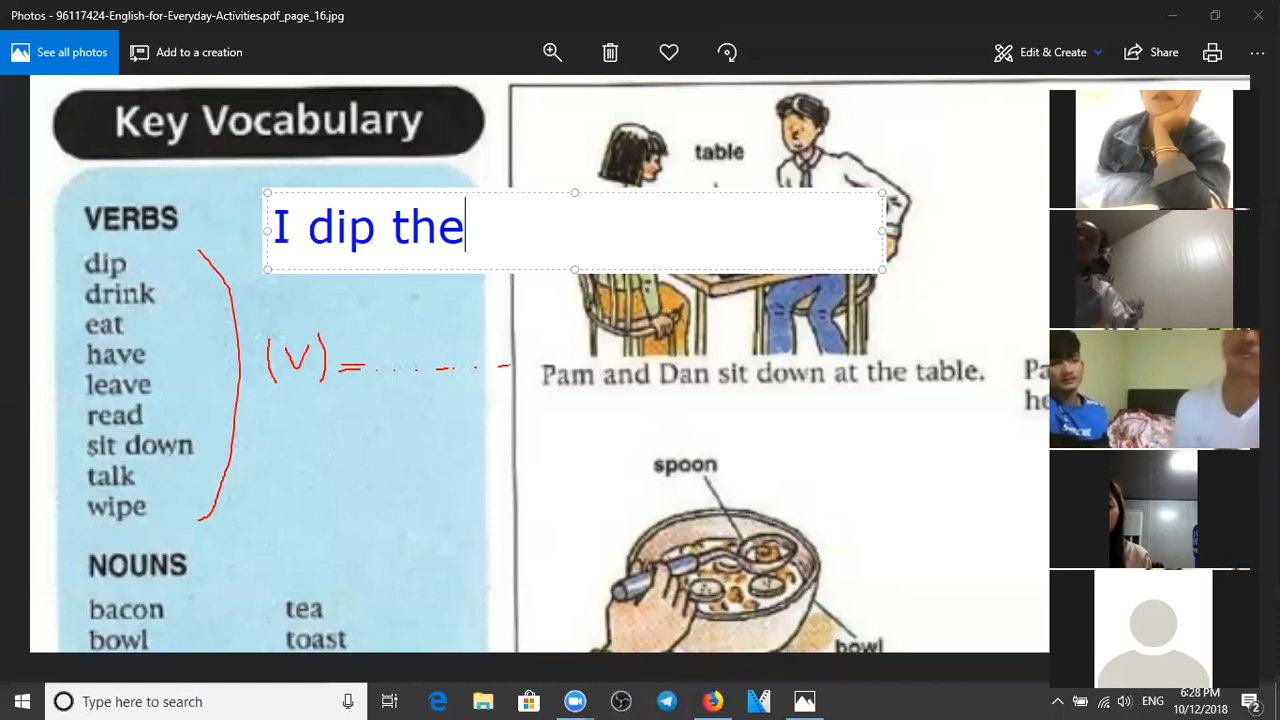 Photos - 96117424-English-for-Everyday-Activities.pdf_page_16.jpg
See all photos
Add to a creation
Edit & Create
Share
Key Vocabulary
table
VERBS
I dip the
dip
drink
eat
have
leave
read
sit down
talk
wipe
(V) = ........
Pam and Dan sit down at the table.
Pa
he
spoon
bowl
NOUNS
bacon tea
bowl toast
Type here to search
ENG
6:28 PM
10/12/2018
2